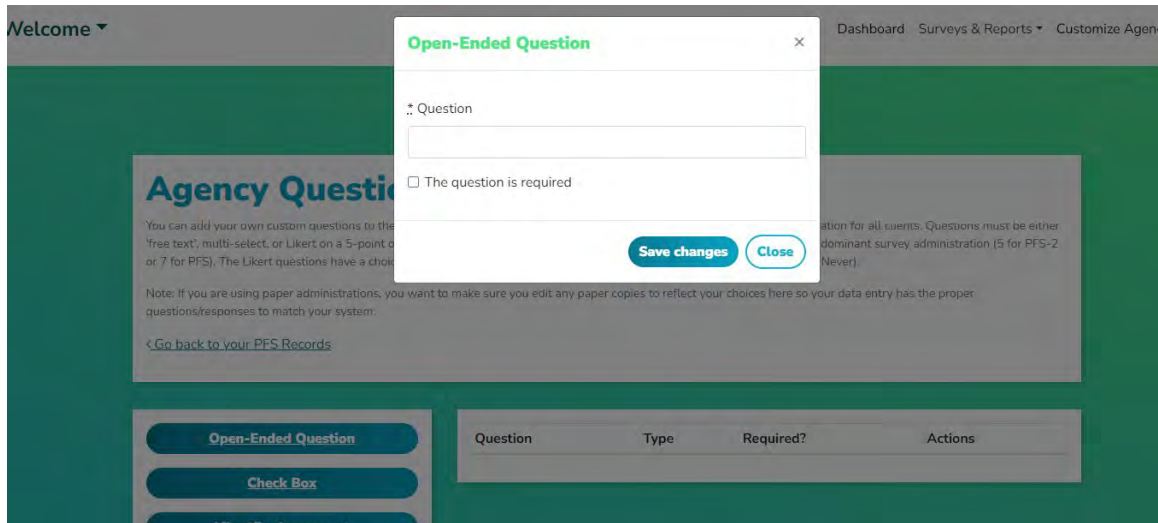 Welcome
Dashboard Surveys & Reports Customize Agen
Open-Ended Question ×
* Question
The question is required
Save changes Close
Agency Questi
You can add your own custom questions to the ation for all clients. Questions must be either
'free text', multi-select, or Likert on a 5-point o dominant survey administration (5 for PFS-2
or 7 for PFS). The Likert questions have a choic Never).
Note: If you are using paper administrations, you want to make sure you edit any paper copies to reflect your choices here so your data entry has the proper
questions/responses to match your system.
< Go back to your PFS Records
Open-Ended Question
Check Box
Question Type Required? Actions